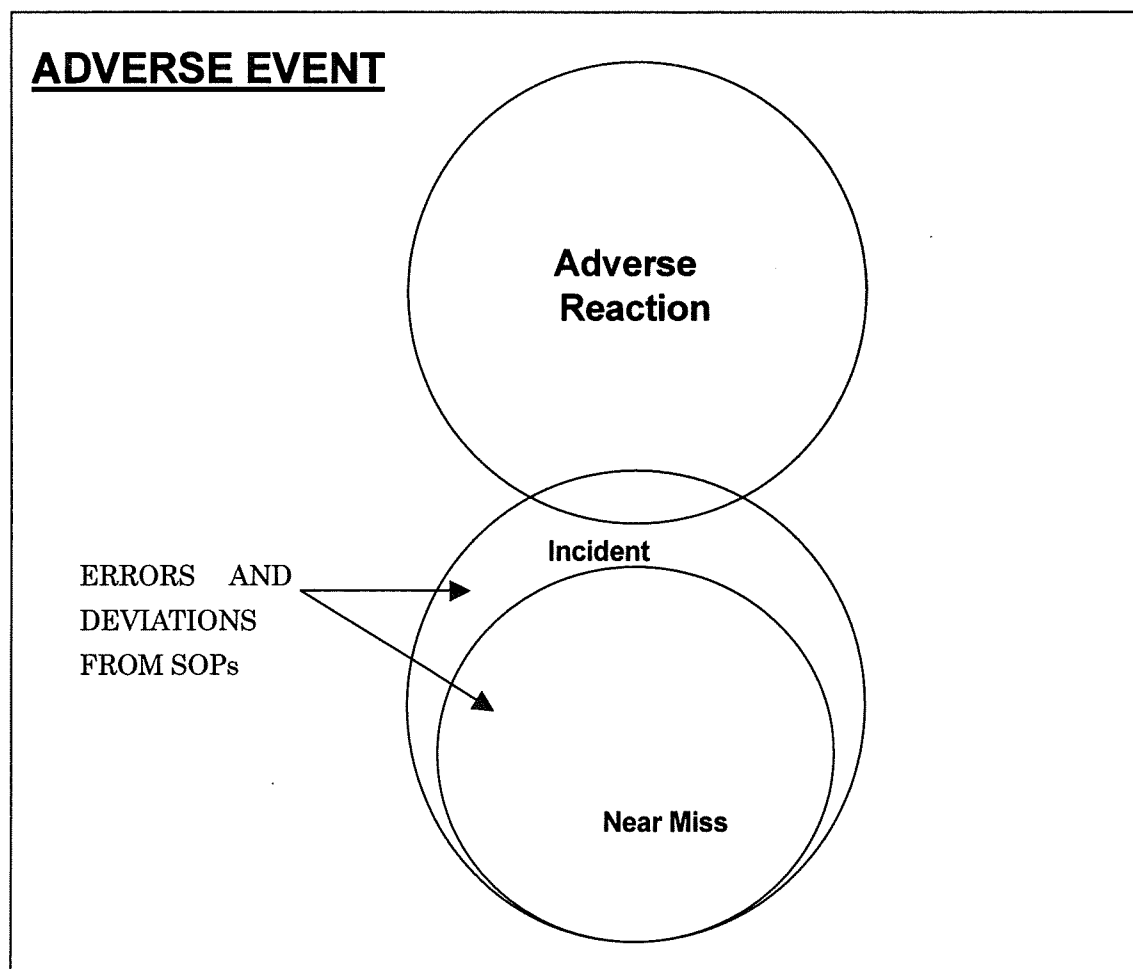 ADVERSE EVENT
Adverse
Reaction
Incident
ERRORS AND
DEVIATIONS
FROM SOPs
Near Miss